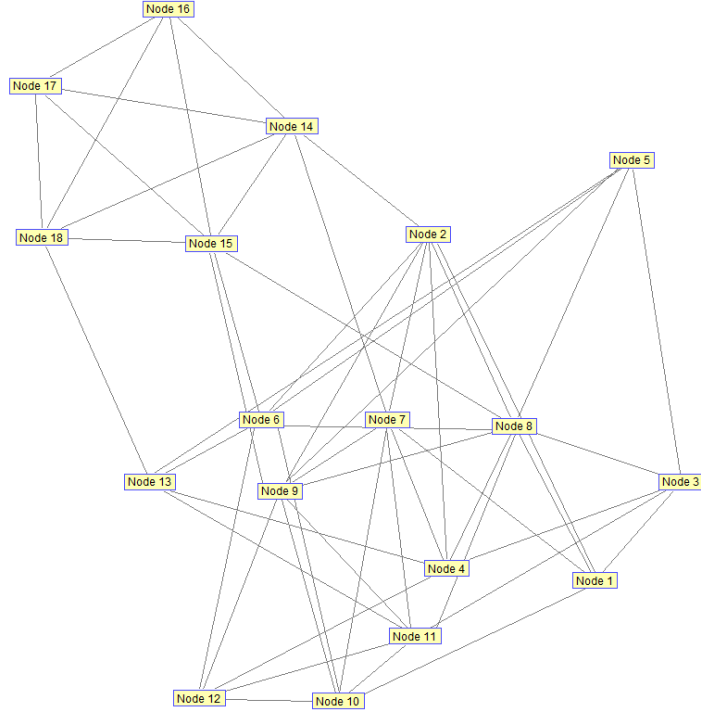 Node 16
Node 17
Node 14
Node 5
Node 2
Node 18
Node 15
Node 6
Node 7
Node 8
Node 13
Node 9
Node 3
Node 4
Node 1
Node 11
Node 12
Node 10